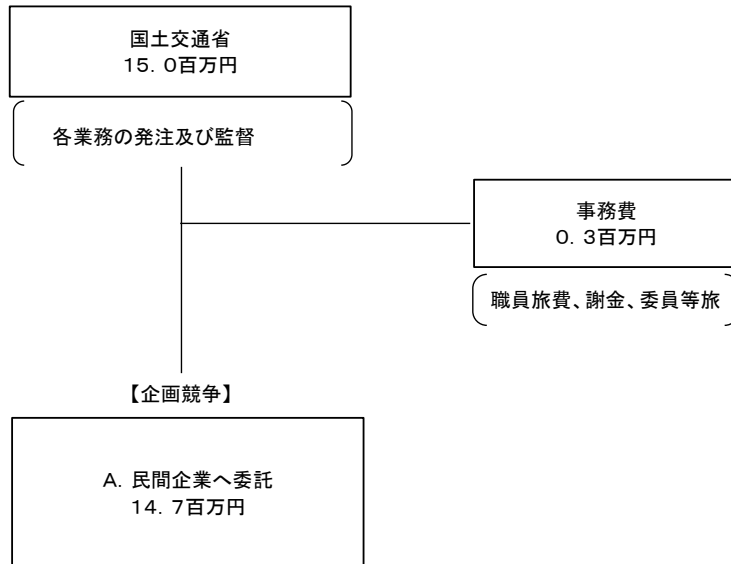 国土交通省
15．0百万円
各業務の発注及び監督
事務費
0．3百万円
職員旅費、謝金、委員等旅
【企画競争】
A．民間企業へ委託
14．7百万円